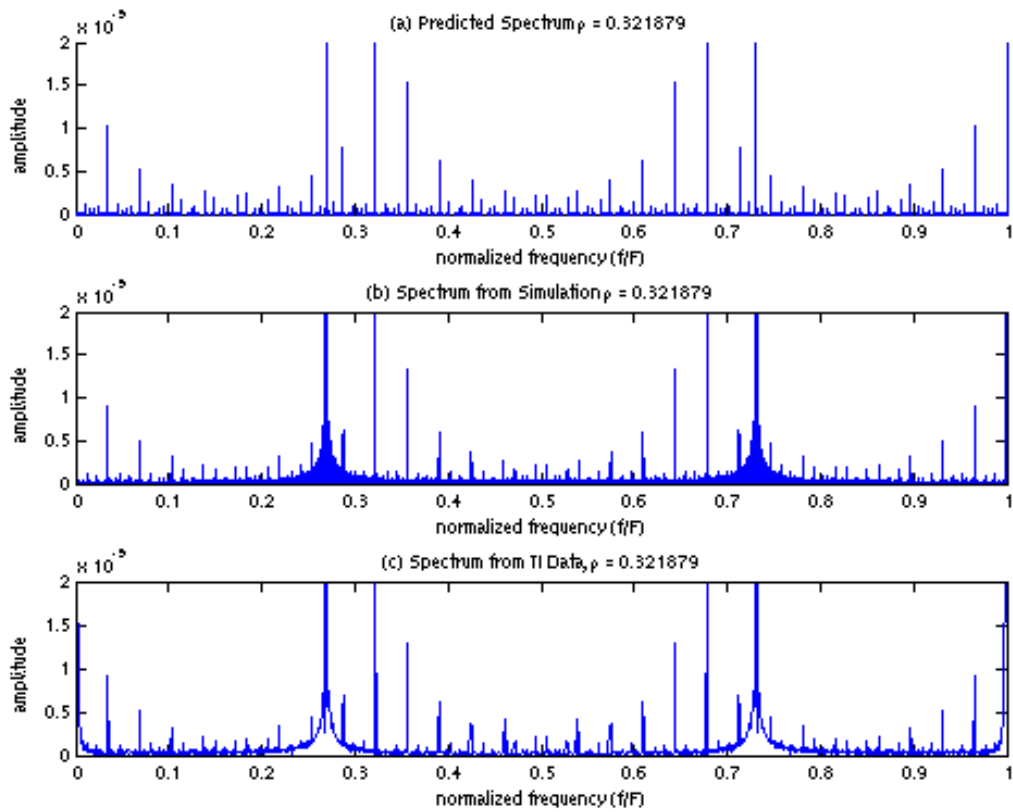 (a) Predicted Spectrum ρ = 0.321879
x 10⁻⁵
2
1.5
1
0.5
0
amplitude
0 0.1 0.2 0.3 0.4 0.5 0.6 0.7 0.8 0.9 1
normalized frequency (f/F)
(b) Spectrum from Simulation ρ = 0.321879
2
1.5
1
0.5
0
amplitude
0 0.1 0.2 0.3 0.4 0.5 0.6 0.7 0.8 0.9 1
normalized frequency (f/F)
(c) Spectrum from TI Data, ρ = 0.321879
2
1.5
1
0.5
0
amplitude
0 0.1 0.2 0.3 0.4 0.5 0.6 0.7 0.8 0.9 1
normalized frequency (f/F)